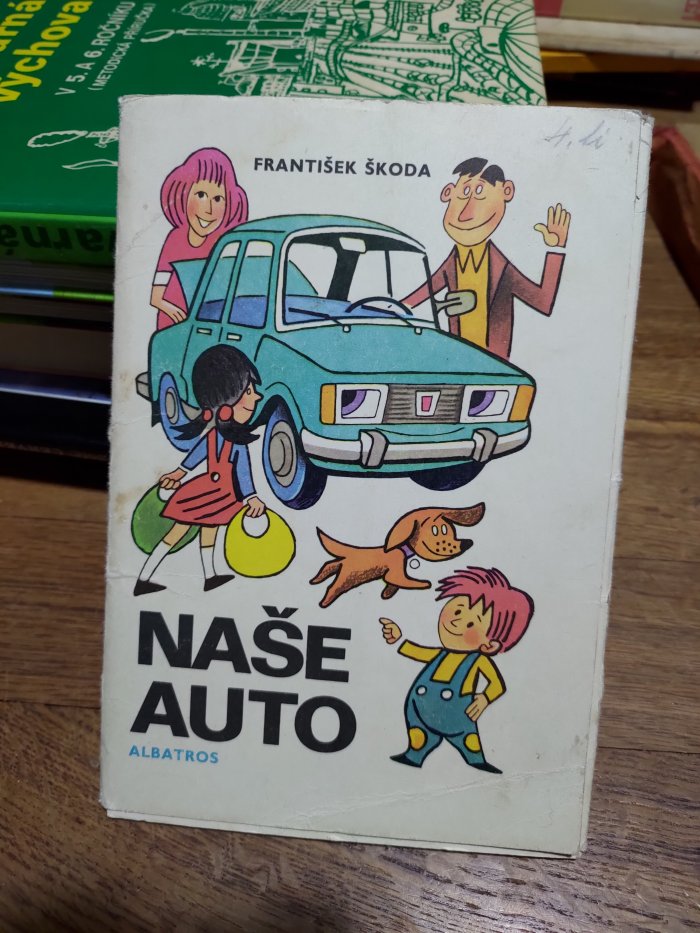 výchova
V 5. A 6. ROČNÍKU
(METODICKÁ PŘÍRUČKA)
FRANTIŠEK ŠKODA
NAŠE
AUTO
ALBATROS